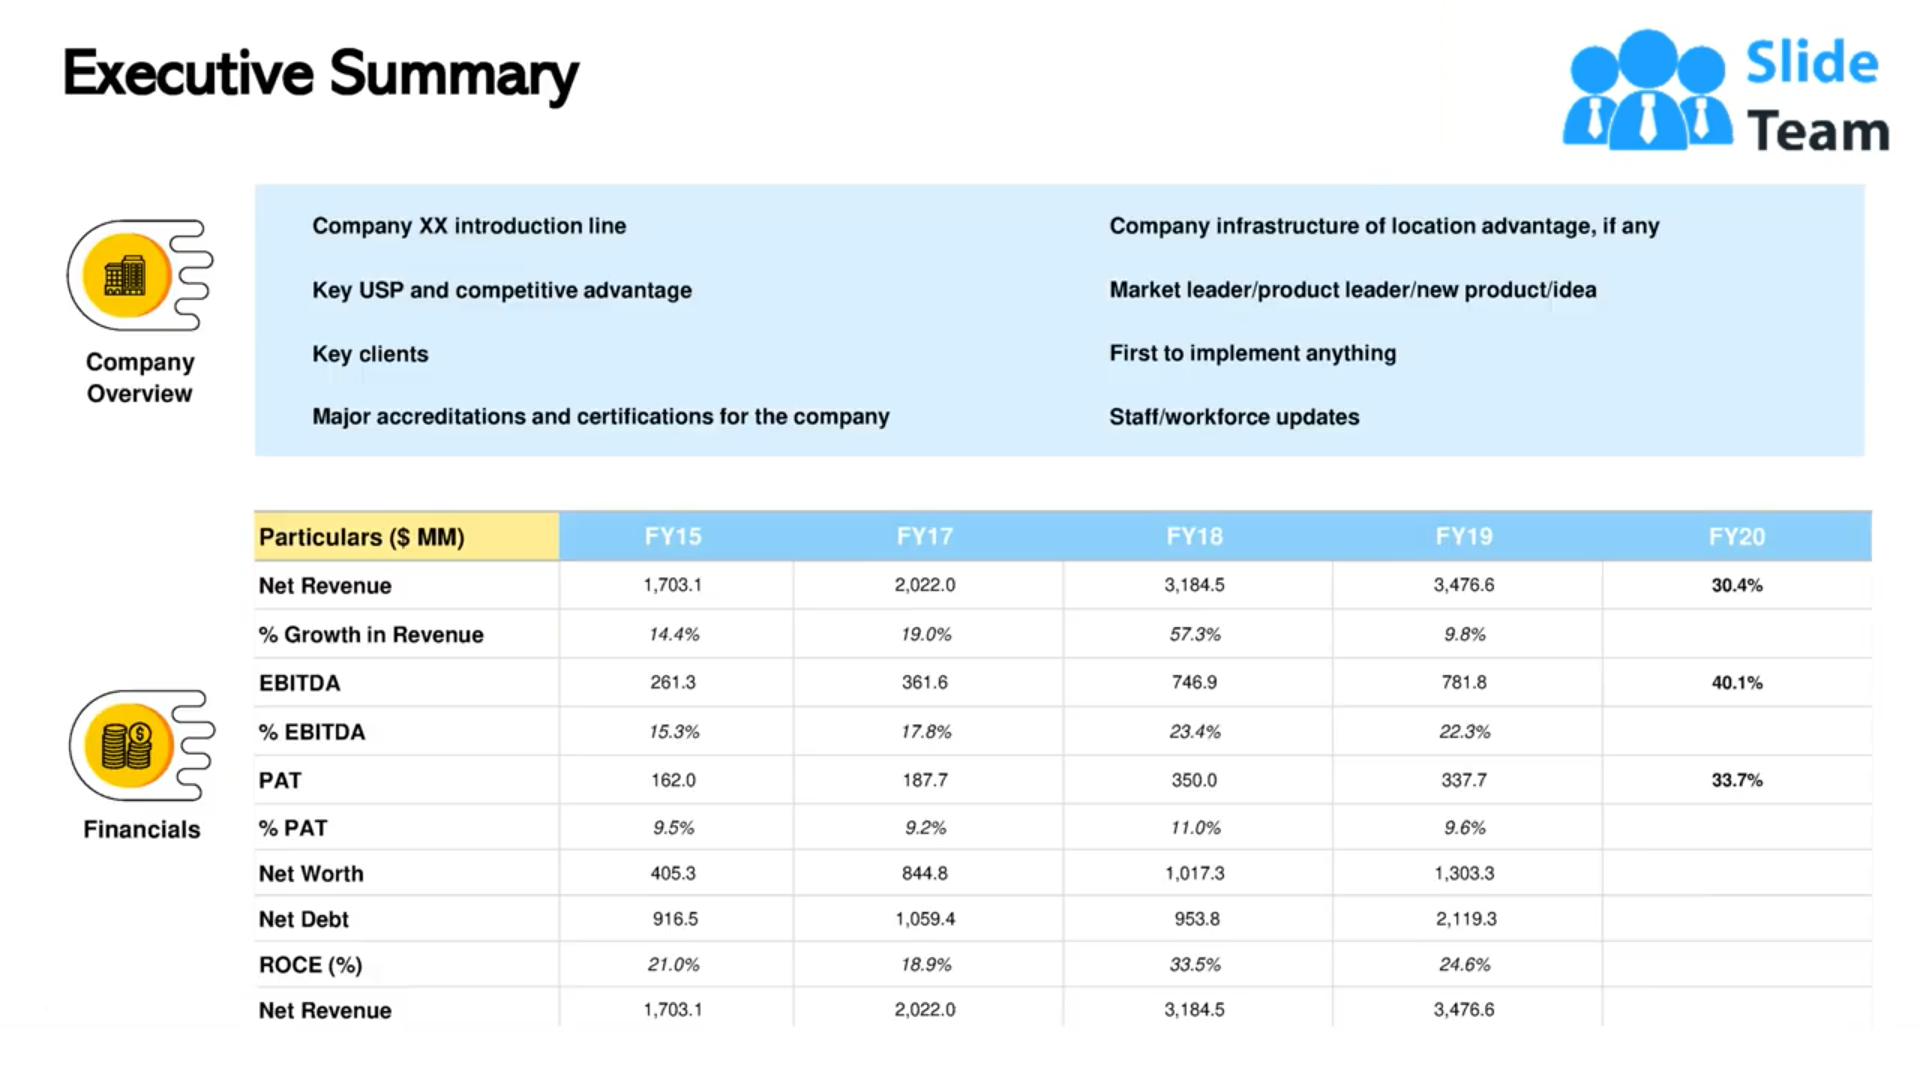 Executive Summary
Slide
Team
Company XX introduction line
Company infrastructure of location advantage, if any
Key USP and competitive advantage
Market leader/product leader/new product/idea
Key clients
First to implement anything
Major accreditations and certifications for the company
Staff/workforce updates
Company
Overview
Particulars ($ MM) FY15 FY17 FY18 FY19 FY20
Net Revenue 1,703.1 2,022.0 3,184.5 3,476.6 30.4%
% Growth in Revenue 14.4% 19.0% 57.3% 9.8%
EBITDA 261.3 361.6 746.9 781.8 40.1%
% EBITDA 15.3% 17.8% 23.4% 22.3%
PAT 162.0 187.7 350.0 337.7 33.7%
% PAT 9.5% 9.2% 11.0% 9.6%
Net Worth 405.3 844.8 1,017.3 1,303.3
Net Debt 916.5 1,059.4 953.8 2,119.3
ROCE (%) 21.0% 18.9% 33.5% 24.6%
Net Revenue 1,703.1 2,022.0 3,184.5 3,476.6
Financials